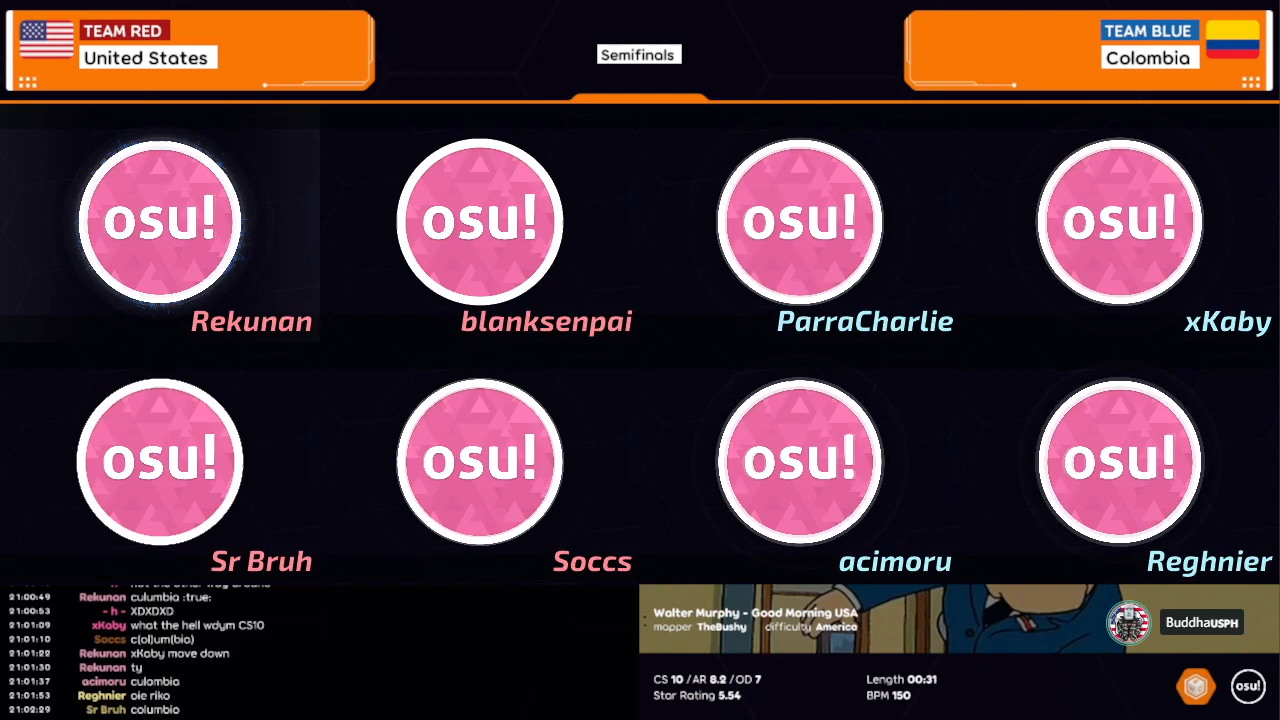 TEAM RED
United States
Semifinals
TEAM BLUE
Colombia
osu!
osu!
osu!
osu!
Rekunan
blanksenpai
ParraCharlie
xKaby
osu!
osu!
osu!
osu!
Sr Bruh
Soccs
acimoru
Reghnier
21:00:49 Rekunan culumbia :true:
21:00:53 - h - XDXDXD
21:01:09 xKaby what the hell wdym CS10
21:01:10 Soccs c(ol)um(bia)
21:01:22 Rekunan xKaby move down
21:01:30 Rekunan ty
21:01:37 acimoru culombia
21:01:53 Reghnier oie riko
21:02:29 Sr Bruh columbio
Walter Murphy - Good Morning USA
mapper TheBushy difficulty America
BuddhaUSPH
CS 10 / AR 8.2 / OD 7 Length 00:31
Star Rating 5.54 BPM 150
osu!